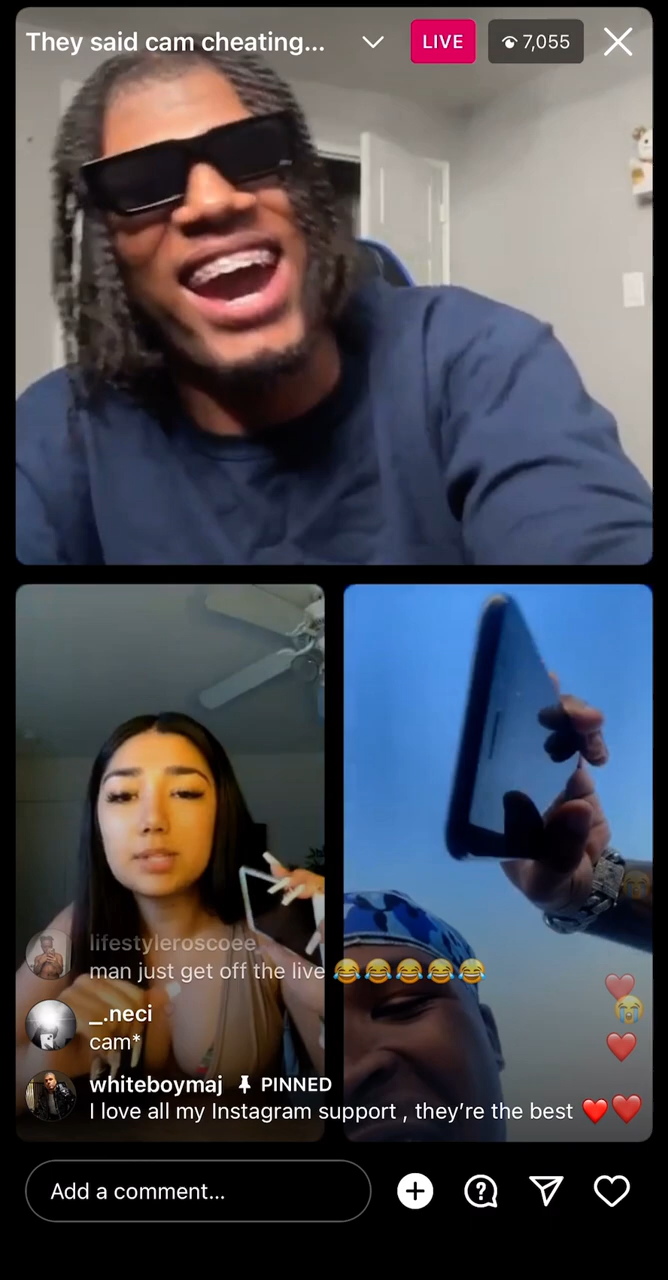 They said cam cheating...
LIVE
7,055
lifestyleroscoee
man just get off the live 😂😂😂😂😂
_.neci
cam*
whiteboymaj PINNED
I love all my Instagram support , they’re the best ❤️❤️
Add a comment...